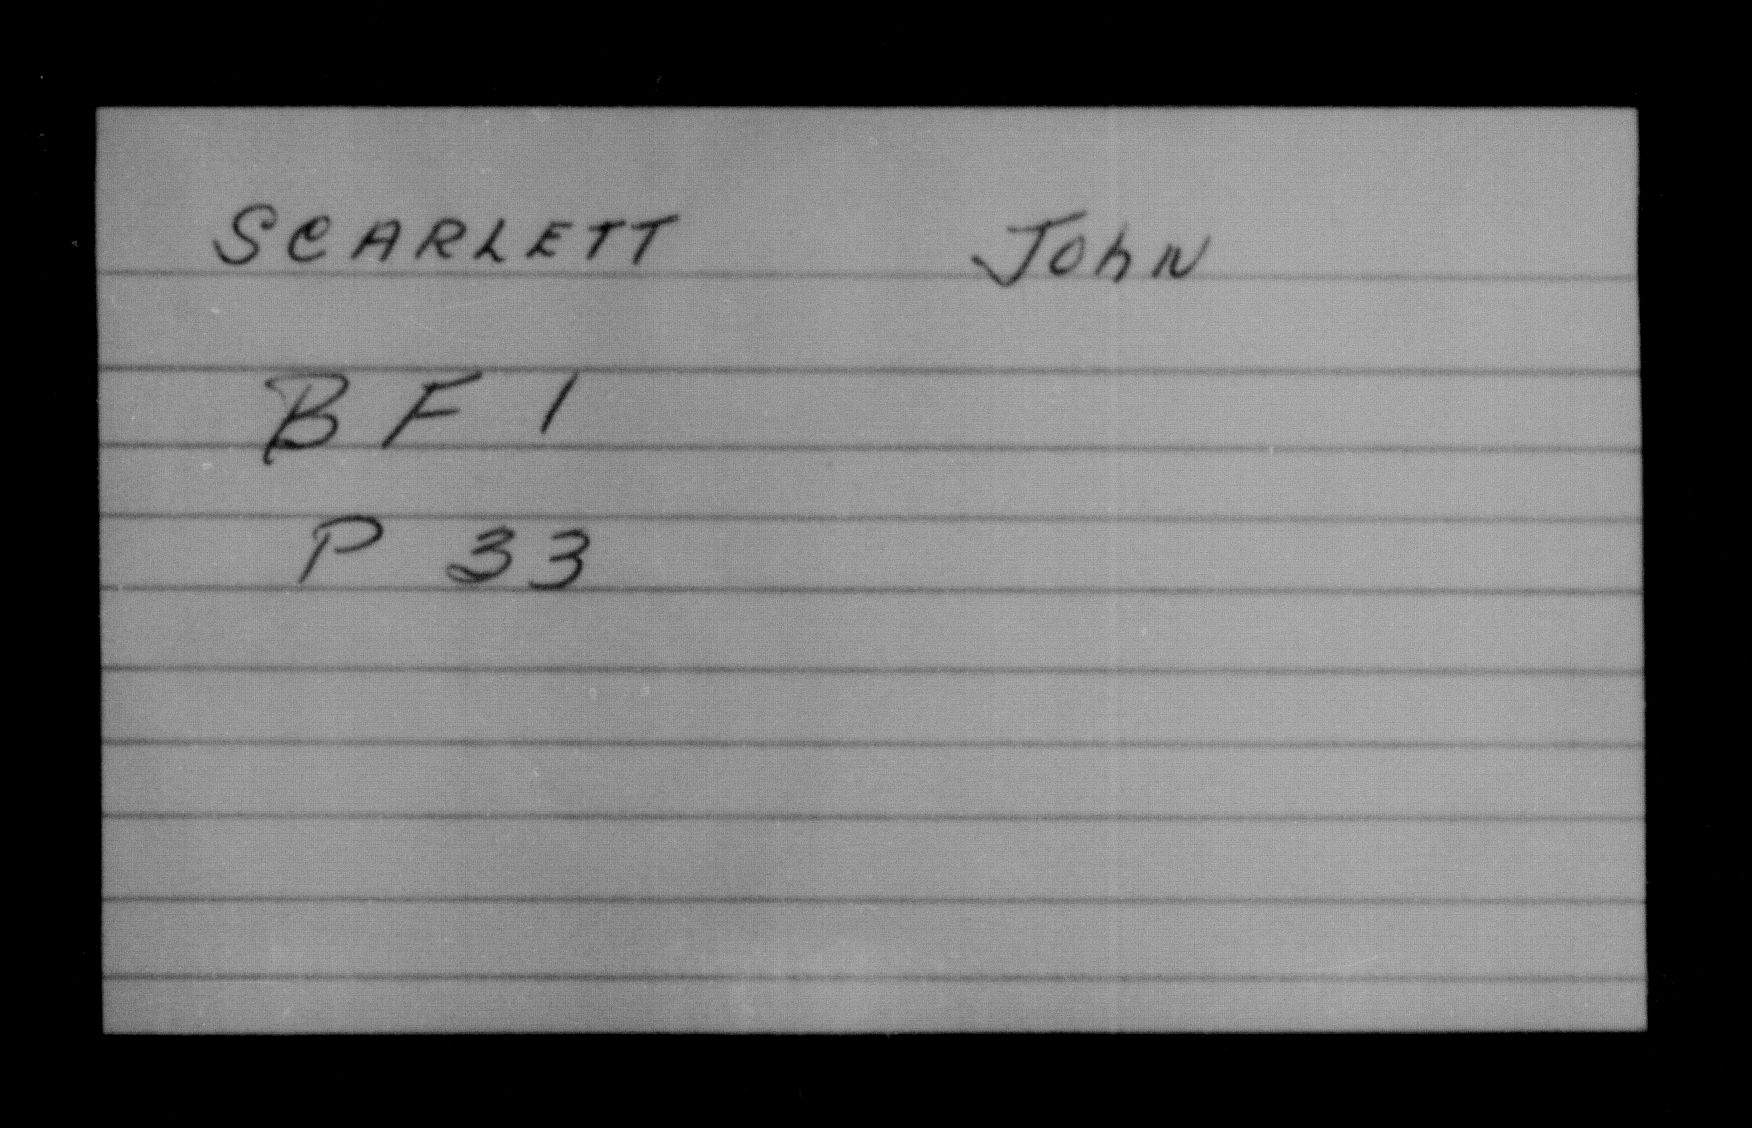 SCARLETT John
BF 1
P 33